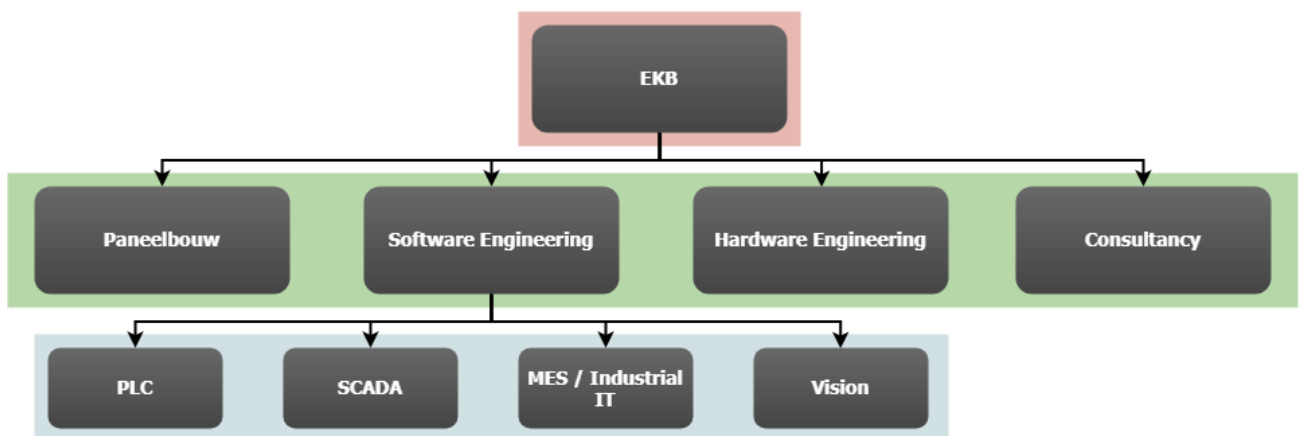 EKB
Paneelbouw
Software Engineering
Hardware Engineering
Consultancy
PLC
SCADA
MES / Industrial
IT
Vision